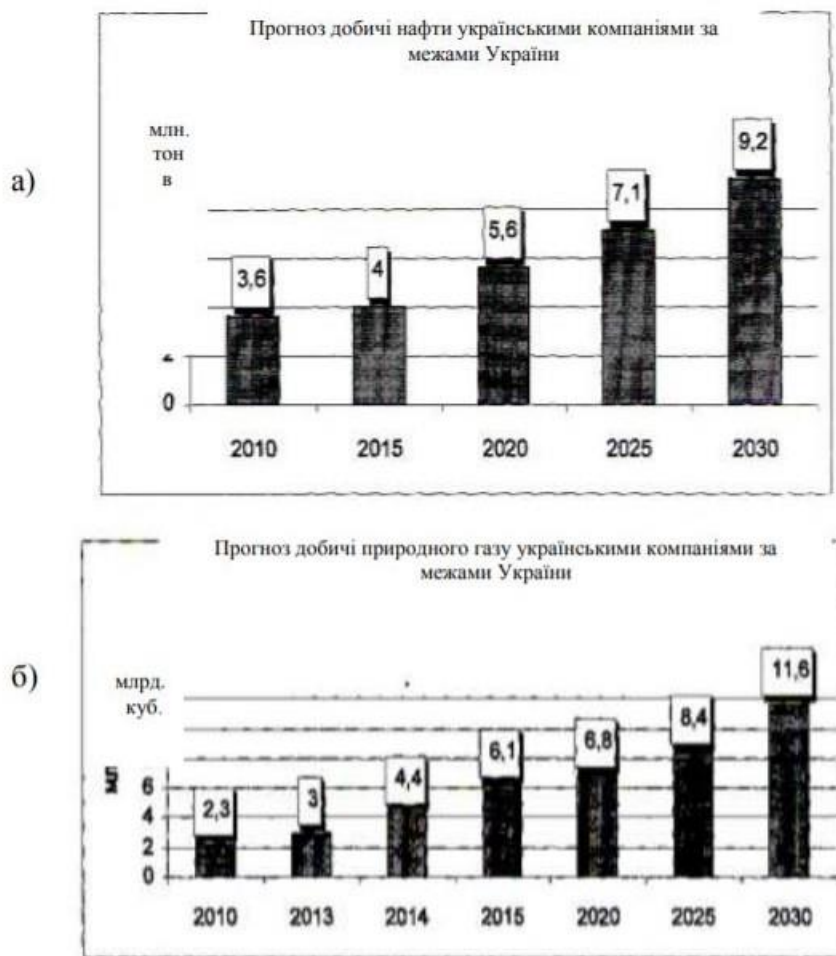 Прогноз добичі нафти українськими компаніями за
межами України
млн.
тон
в
а)
3,6
4
5,6
7,1
9,2
0
2010 2015 2020 2025 2030
Прогноз добичі природного газу українськими компаніями за
межами України
б)
млрд.
куб.
2,3
3
4,4
6,1
6,8
8,4
11,6
6
4
2
0
2010 2013 2014 2015 2020 2025 2030